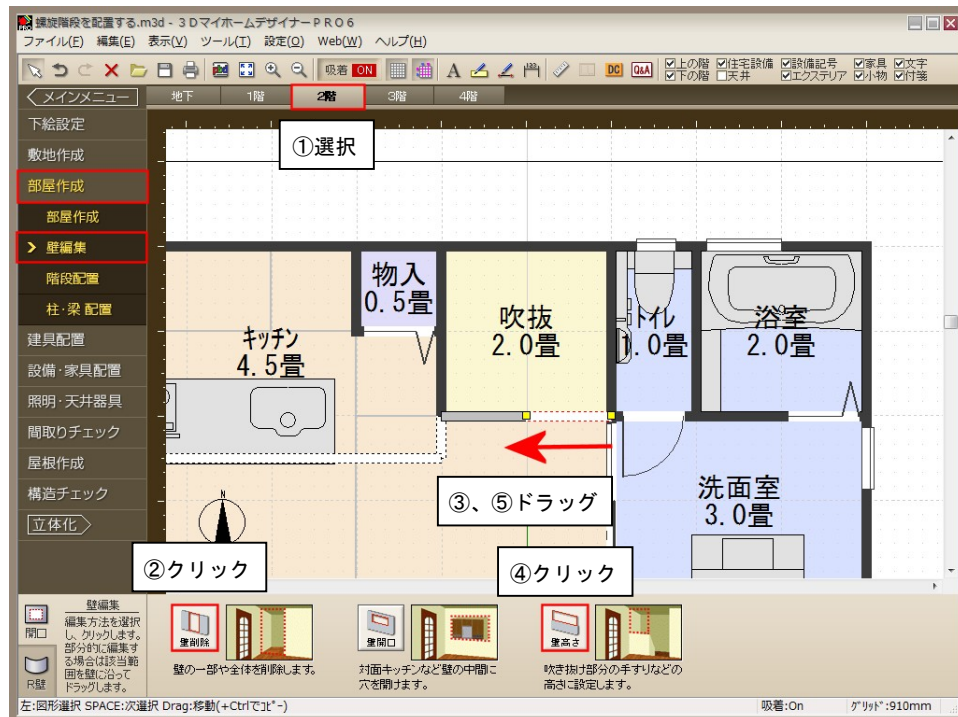 螺旋階段を配置する.m3d - ３ＤマイホームデザイナーＰＲＯ６
ファイル(F) 編集(E) 表示(V) ツール(T) 設定(O) Web(W) ヘルプ(H)
吸着 ON A DC Q&A
上の階 住宅設備 設備記号 家具 文字
下の階 天井 エクステリア 小物 付箋
メインメニュー 地下 1階 2階 3階 4階
①選択
下絵設定
敷地作成
部屋作成
部屋作成
壁編集
階段配置
柱·梁 配置
建具配置
設備·家具配置
照明·天井器具
間取りチェック
屋根作成
構造チェック
立体化
物入
0.5畳
キッチン
4.5畳
吹抜
2.0畳
トイレ
1.0畳
浴室
2.0畳
洗面室
3.0畳
N
③、⑤ドラッグ
②クリック
④クリック
開口
R壁
壁編集
編集方法を選択
し、クリックします。
部分的に編集す
る場合は該当範
囲を壁に沿って
ドラッグします。
壁削除
壁の一部や全体を削除します。
壁開口
対面キッチンなど壁の中間に
穴を開けます。
壁高さ
吹き抜け部分の手すりなどの
高さに設定します。
左:図形選択 SPACE:次選択 Drag:移動(+Ctrlでｺﾋﾟｰ) 吸着:On ｸﾞﾘｯﾄﾞ:910mm